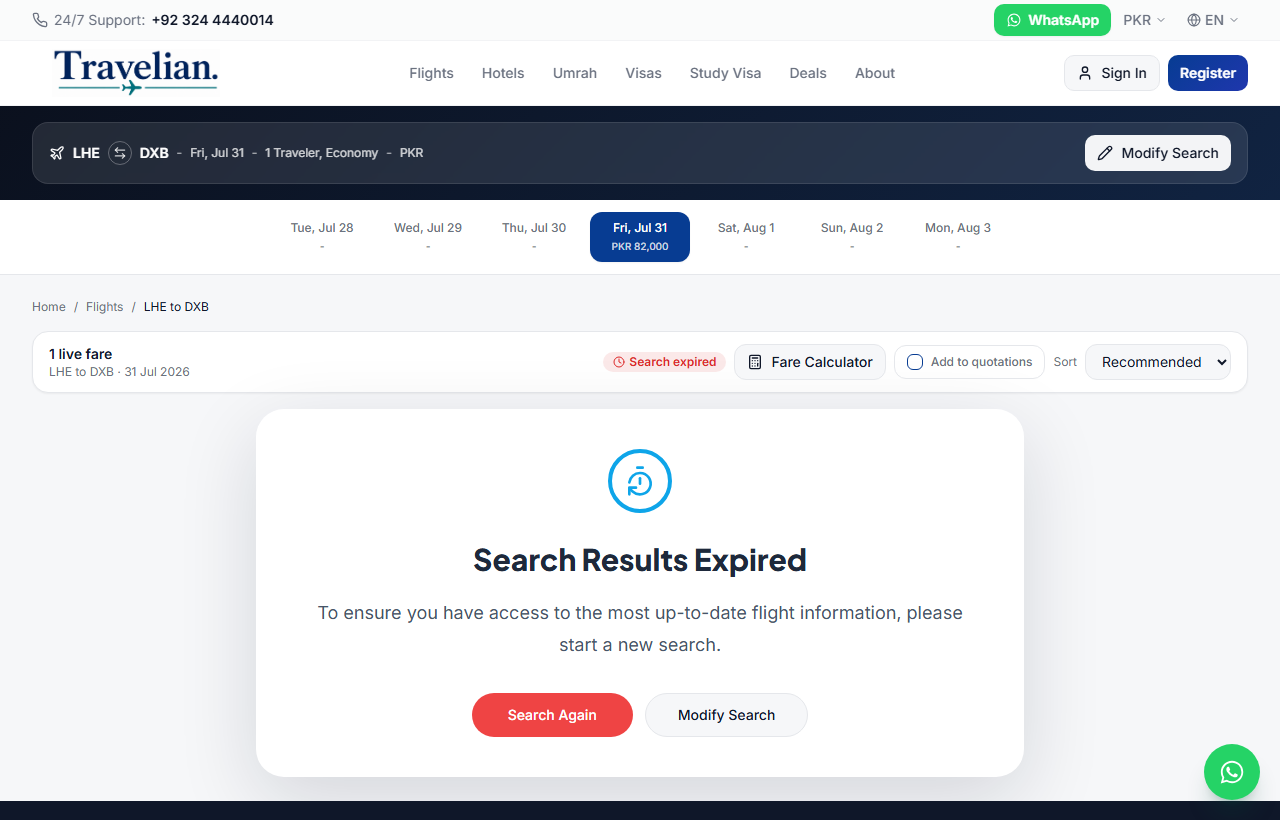 24/7 Support: +92 324 4440014
WhatsApp
PKR
EN
Travelian.
Flights
Hotels
Umrah
Visas
Study Visa
Deals
About
Sign In
Register
LHE DXB - Fri, Jul 31 - 1 Traveler, Economy - PKR
Modify Search
Tue, Jul 28
-
Wed, Jul 29
-
Thu, Jul 30
-
Fri, Jul 31
PKR 82,000
Sat, Aug 1
-
Sun, Aug 2
-
Mon, Aug 3
-
Home / Flights / LHE to DXB
1 live fare
LHE to DXB · 31 Jul 2026
Search expired
Fare Calculator
Add to quotations
Sort
Recommended
Search Results Expired
To ensure you have access to the most up-to-date flight information, please
start a new search.
Search Again
Modify Search